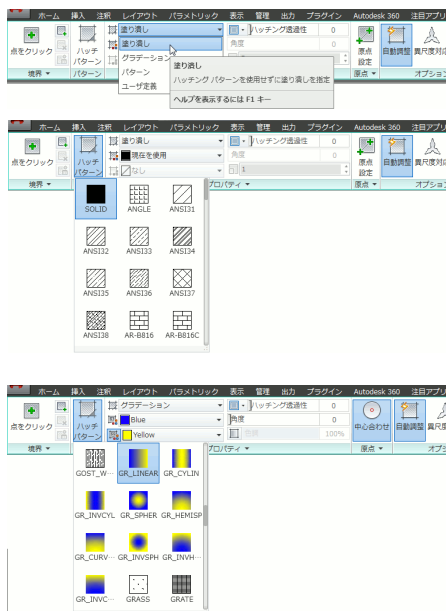 ホーム 挿入 注釈 レイアウト パラメトリック 表示 管理 出力 プラグイン Autodesk 360 注目アプリ
塗り潰し ハッチング透過性 0
塗り潰し 角度 0
点をクリック ハッチ パターン グラデーション
パターン
ユーザ定義
原点 設定 自動調整 異尺度対応
境界 パターン 原点 オプション
塗り潰し
ハッチング パターンを使用せずに塗り潰しを指定
ヘルプを表示するには F1 キー
ホーム 挿入 注釈 レイアウト パラメトリック 表示 管理 出力 プラグイン Autodesk 360 注目アプリ
塗り潰し ハッチング透過性 0
点をクリック ハッチ パターン 現在を使用 角度 0
なし 1
原点 設定 自動調整 異尺度対応
境界 プロパティ 原点 オプション
SOLID ANGLE ANSI31
ANSI32 ANSI33 ANSI34
ANSI35 ANSI36 ANSI37
ANSI38 AR-B816 AR-B816C
ホーム 挿入 注釈 レイアウト パラメトリック 表示 管理 出力 プラグイン Autodesk 360 注目アプリ
グラデーション ハッチング透過性 0
点をクリック ハッチ パターン Blue 角度 0
Yellow 100%
中心合わせ 自動調整 異尺
境界 プロパティ 原点 オプ
GOST_W… GR_LINEAR GR_CYLIN
GR_INVCYL GR_SPHER GR_HEMISP
GR_CURV… GR_INVSPH GR_INVH…
GR_INVC… GRASS GRATE